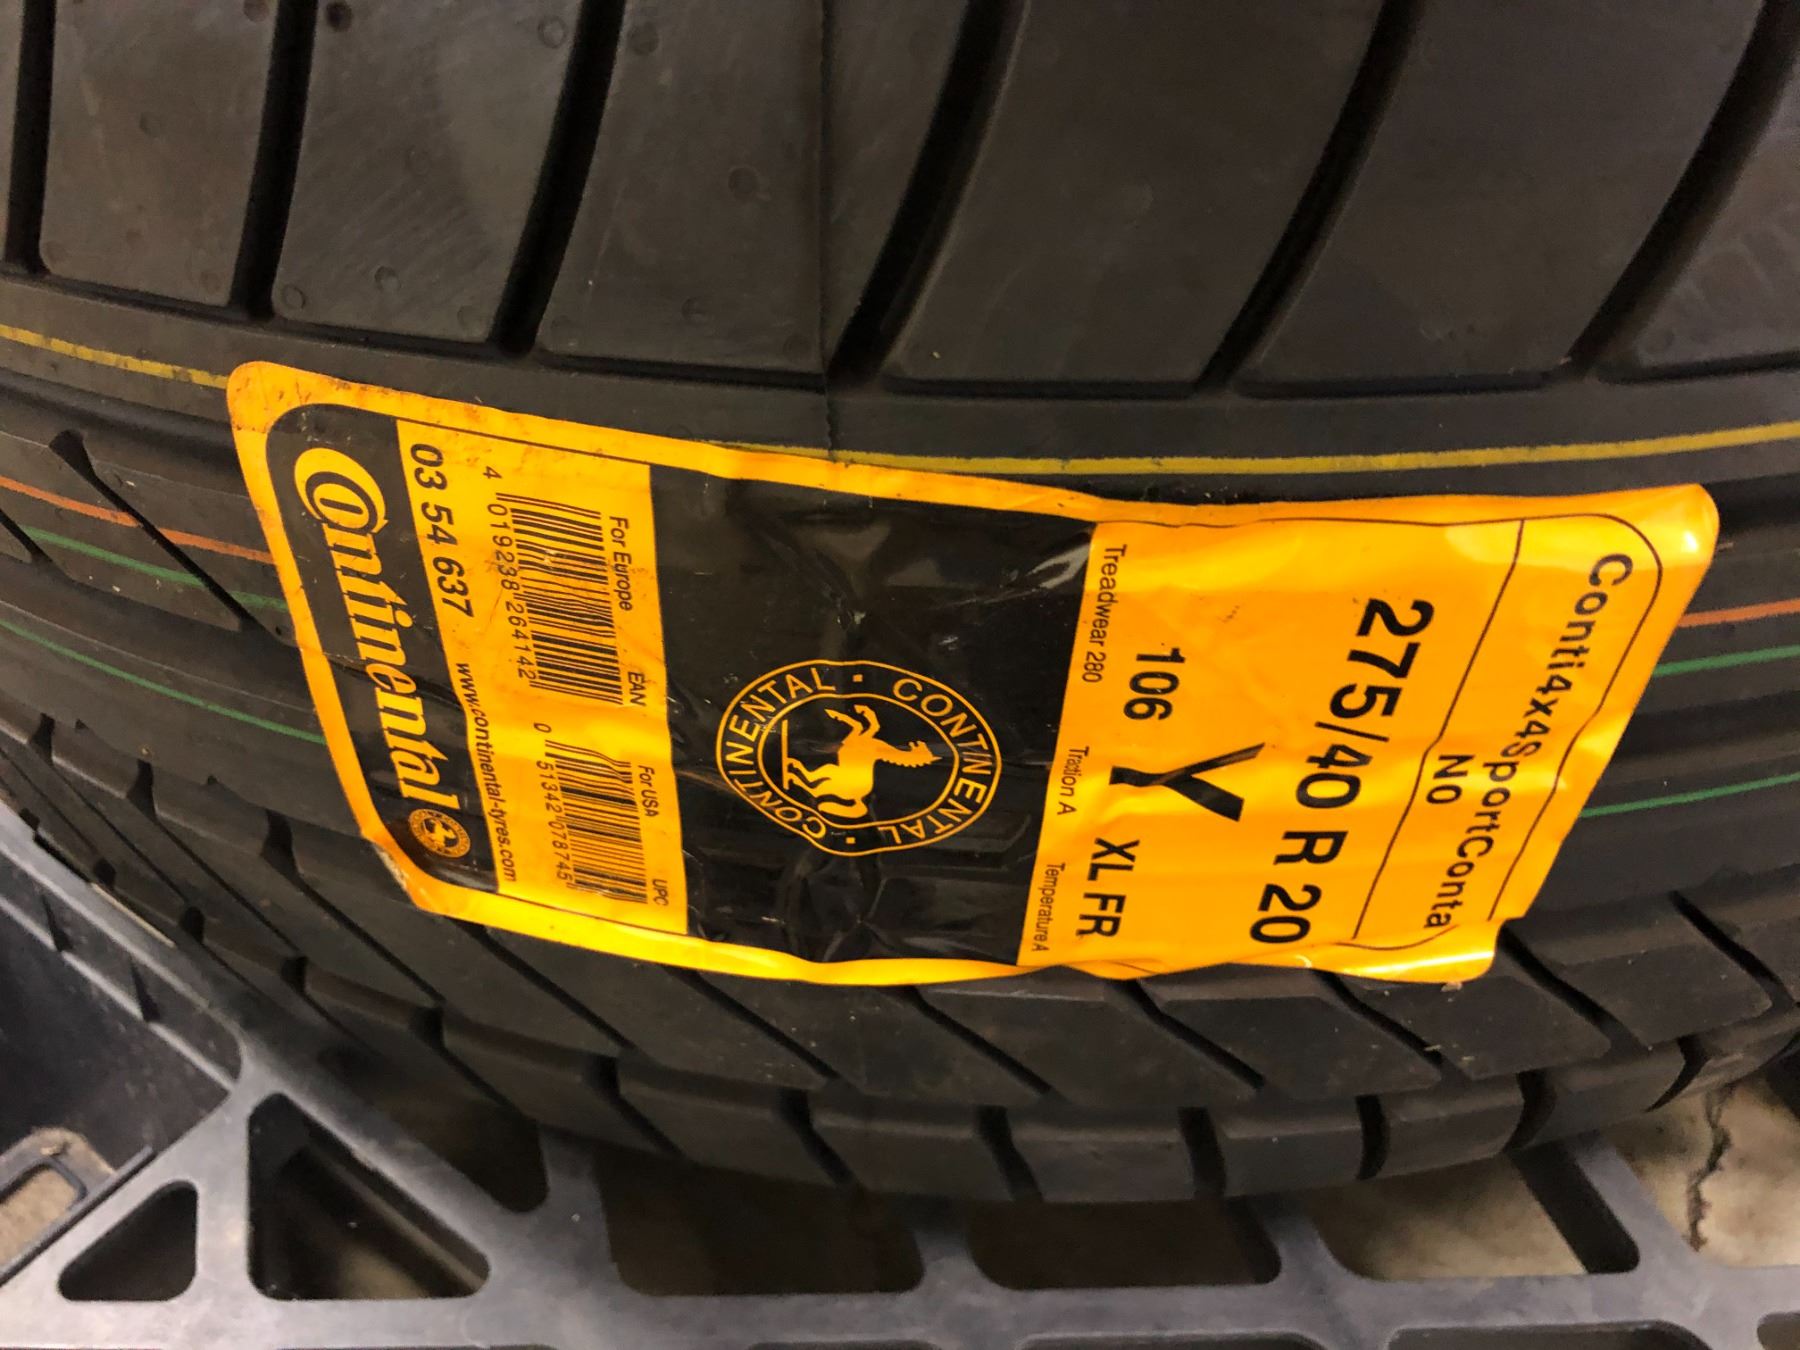 Conti4x4SportConta
N0
275/40 R 20
106 Y XL FR
Treadwear 280 Traction A Temperature A
CONTINENTAL · CONTINENTAL ·
For Europe EAN
4 019238 264142
For USA UPC
0 51342 07874 5
03 54 637 www.continental-tyres.com
Continental